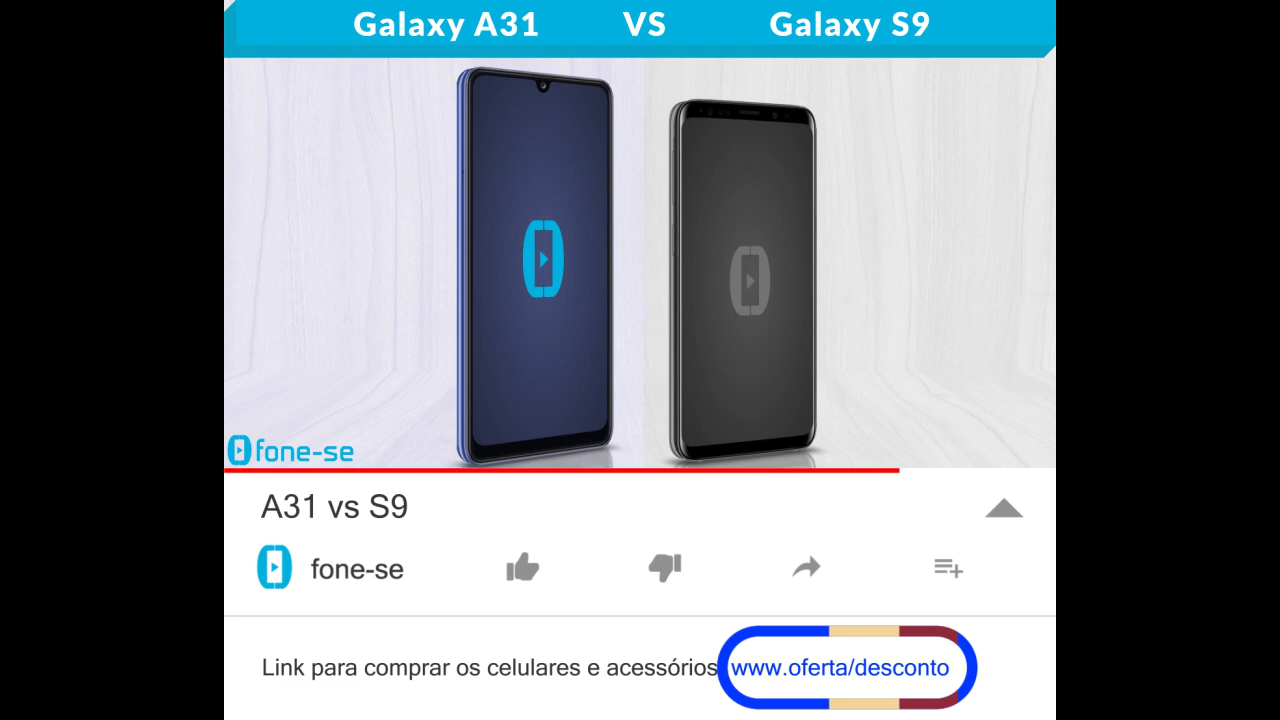 Galaxy A31 VS Galaxy S9
fone-se
A31 vs S9
fone-se
Link para comprar os celulares e acessórios www.oferta/desconto